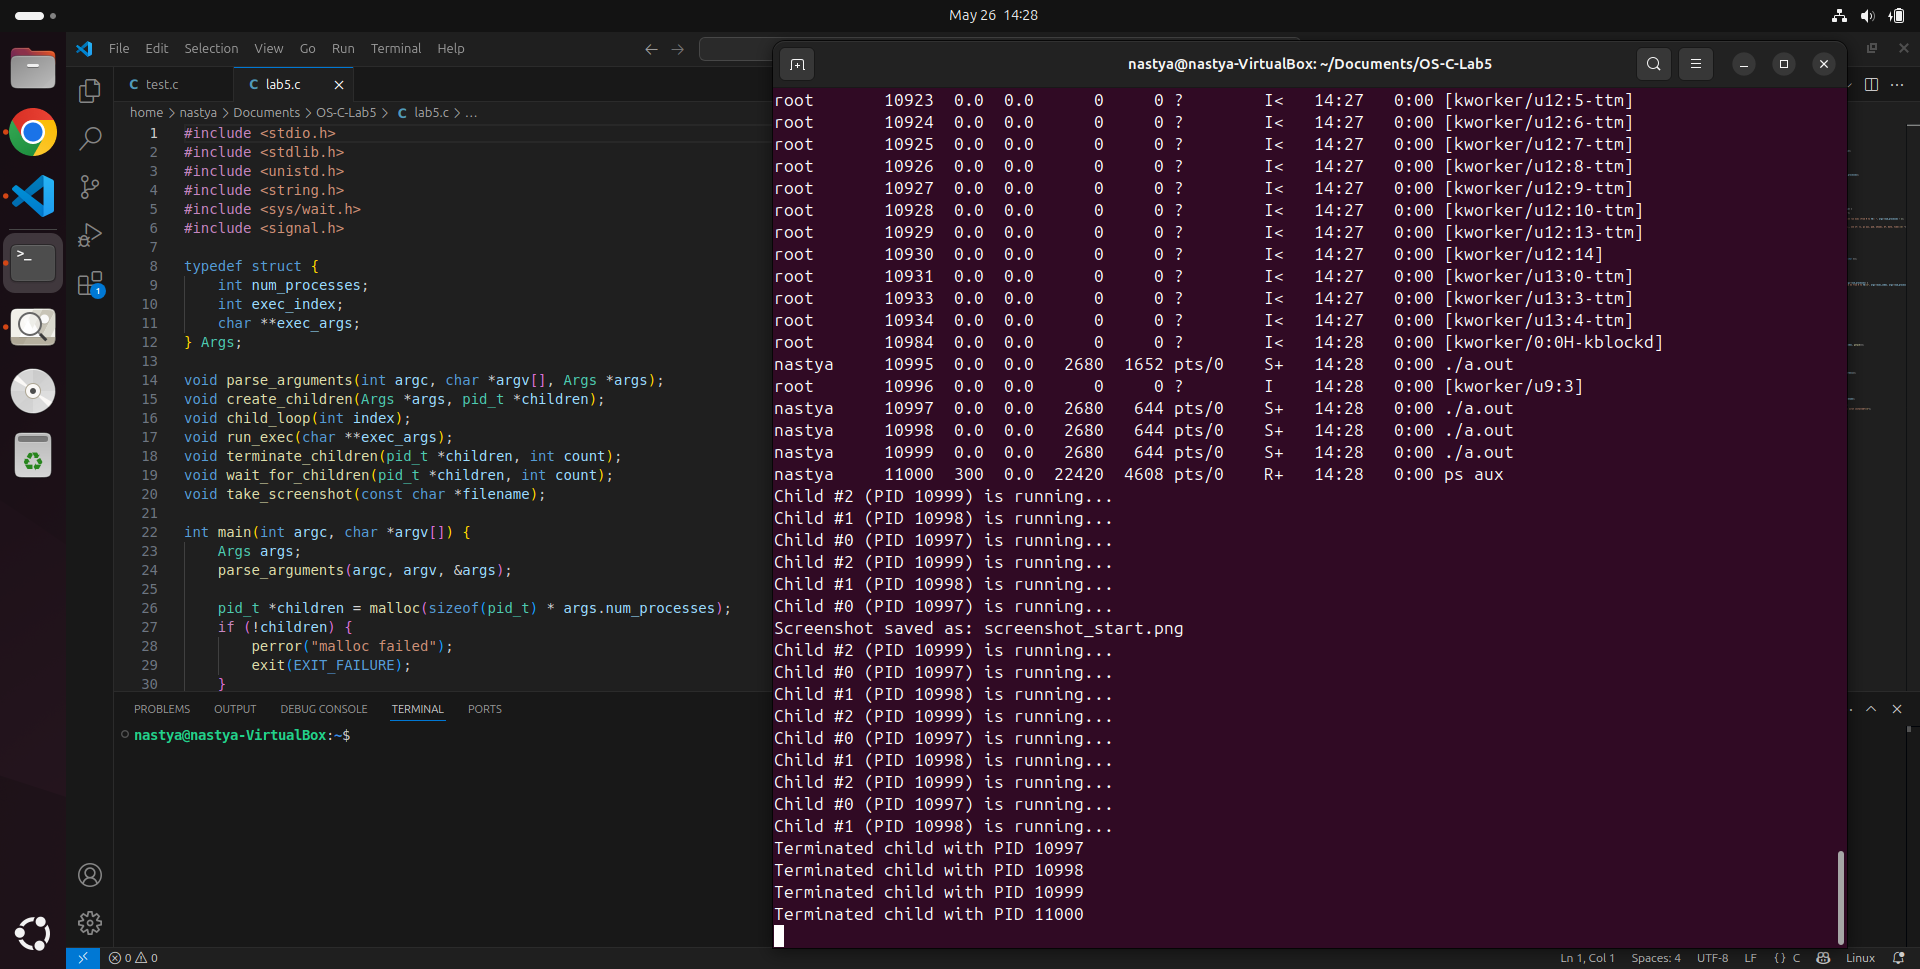 May 26 14:28
File Edit Selection View Go Run Terminal Help
C test.c
C lab5.c
home > nastya > Documents > OS-C-Lab5 > C lab5.c > ...
1 #include <stdio.h>
2 #include <stdlib.h>
3 #include <unistd.h>
4 #include <string.h>
5 #include <sys/wait.h>
6 #include <signal.h>
7
8 typedef struct {
9     int num_processes;
10     int exec_index;
11     char **exec_args;
12 } Args;
13
14 void parse_arguments(int argc, char *argv[], Args *args);
15 void create_children(Args *args, pid_t *children);
16 void child_loop(int index);
17 void run_exec(char **exec_args);
18 void terminate_children(pid_t *children, int count);
19 void wait_for_children(pid_t *children, int count);
20 void take_screenshot(const char *filename);
21
22 int main(int argc, char *argv[]) {
23     Args args;
24     parse_arguments(argc, argv, &args);
25
26     pid_t *children = malloc(sizeof(pid_t) * args.num_processes);
27     if (!children) {
28         perror("malloc failed");
29         exit(EXIT_FAILURE);
30     }
1
PROBLEMS OUTPUT DEBUG CONSOLE TERMINAL PORTS
nastya@nastya-VirtualBox:~$
nastya@nastya-VirtualBox: ~/Documents/OS-C-Lab5
root 10923 0.0 0.0 0 0 ? I< 14:27 0:00 [kworker/u12:5-ttm]
root 10924 0.0 0.0 0 0 ? I< 14:27 0:00 [kworker/u12:6-ttm]
root 10925 0.0 0.0 0 0 ? I< 14:27 0:00 [kworker/u12:7-ttm]
root 10926 0.0 0.0 0 0 ? I< 14:27 0:00 [kworker/u12:8-ttm]
root 10927 0.0 0.0 0 0 ? I< 14:27 0:00 [kworker/u12:9-ttm]
root 10928 0.0 0.0 0 0 ? I< 14:27 0:00 [kworker/u12:10-ttm]
root 10929 0.0 0.0 0 0 ? I< 14:27 0:00 [kworker/u12:13-ttm]
root 10930 0.0 0.0 0 0 ? I< 14:27 0:00 [kworker/u12:14]
root 10931 0.0 0.0 0 0 ? I< 14:27 0:00 [kworker/u13:0-ttm]
root 10933 0.0 0.0 0 0 ? I< 14:27 0:00 [kworker/u13:3-ttm]
root 10934 0.0 0.0 0 0 ? I< 14:27 0:00 [kworker/u13:4-ttm]
root 10984 0.0 0.0 0 0 ? I< 14:28 0:00 [kworker/0:0H-kblockd]
nastya 10995 0.0 0.0 2680 1652 pts/0 S+ 14:28 0:00 ./a.out
root 10996 0.0 0.0 0 0 ? I 14:28 0:00 [kworker/u9:3]
nastya 10997 0.0 0.0 2680 644 pts/0 S+ 14:28 0:00 ./a.out
nastya 10998 0.0 0.0 2680 644 pts/0 S+ 14:28 0:00 ./a.out
nastya 10999 0.0 0.0 2680 644 pts/0 S+ 14:28 0:00 ./a.out
nastya 11000 300 0.0 22420 4608 pts/0 R+ 14:28 0:00 ps aux
Child #2 (PID 10999) is running...
Child #1 (PID 10998) is running...
Child #0 (PID 10997) is running...
Child #2 (PID 10999) is running...
Child #1 (PID 10998) is running...
Child #0 (PID 10997) is running...
Screenshot saved as: screenshot_start.png
Child #2 (PID 10999) is running...
Child #0 (PID 10997) is running...
Child #1 (PID 10998) is running...
Child #2 (PID 10999) is running...
Child #0 (PID 10997) is running...
Child #1 (PID 10998) is running...
Child #2 (PID 10999) is running...
Child #0 (PID 10997) is running...
Child #1 (PID 10998) is running...
Terminated child with PID 10997
Terminated child with PID 10998
Terminated child with PID 10999
Terminated child with PID 11000
0 0 Ln 1, Col 1 Spaces: 4 UTF-8 LF {} C Linux